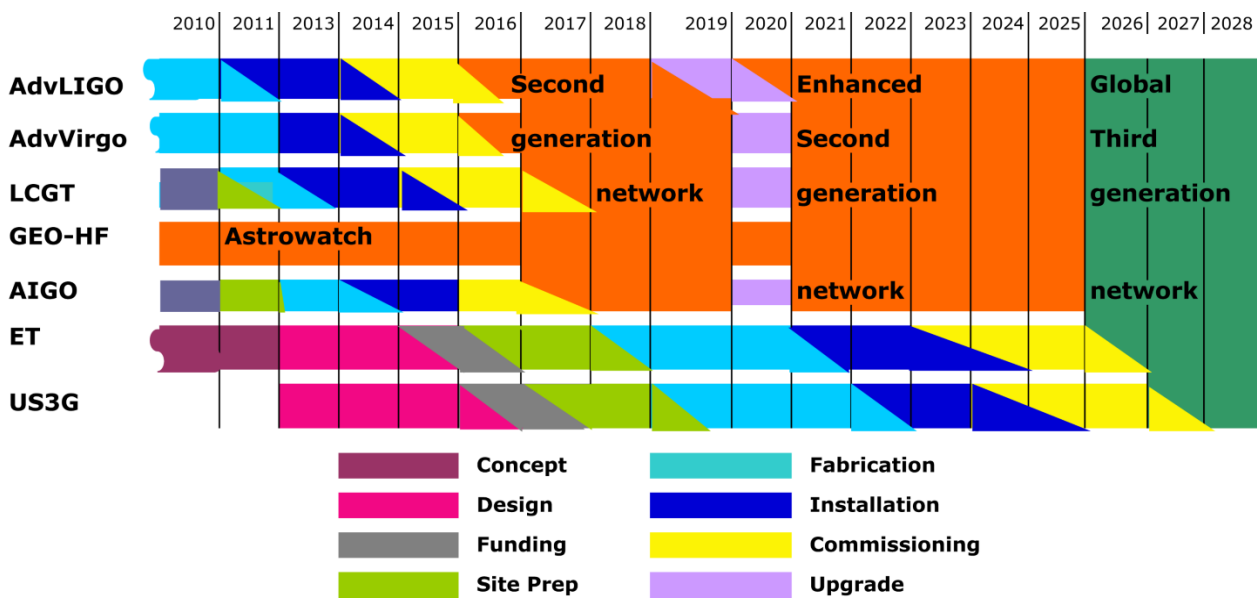 2010 2011 2013 2014 2015 2016 2017 2018 2019 2020 2021 2022 2023 2024 2025 2026 2027 2028
AdvLIGO Second Enhanced Global
AdvVirgo generation Second Third
LCGT network generation generation
GEO-HF Astrowatch
AIGO network network
ET
US3G
Concept Fabrication
Design Installation
Funding Commissioning
Site Prep Upgrade